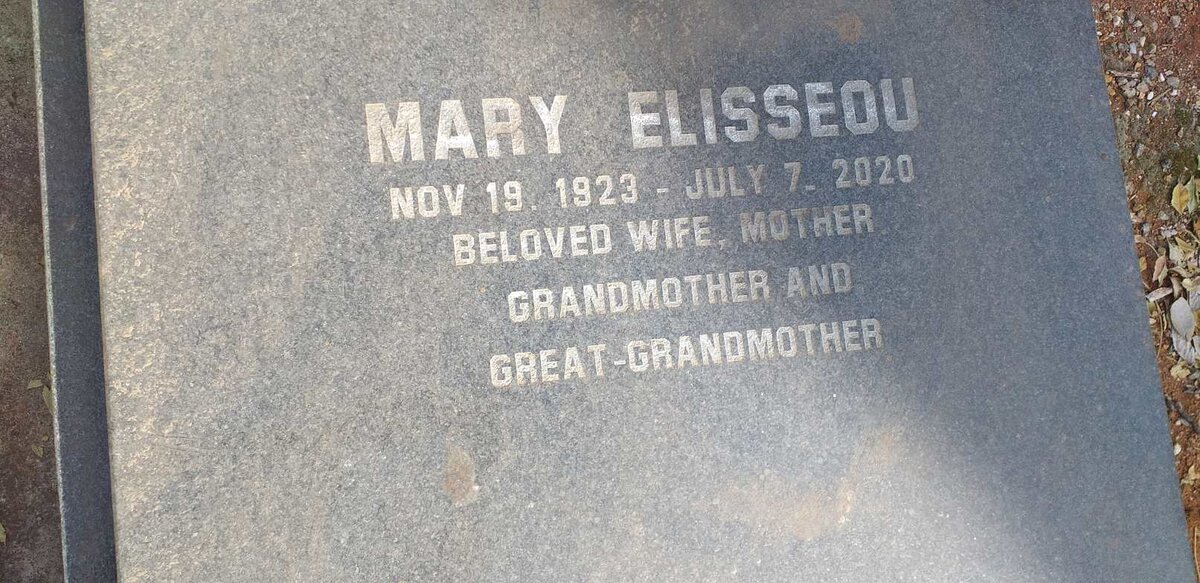 MARY ELISSEOU
NOV 19. 1923 - JULY 7. 2020
BELOVED WIFE, MOTHER
GRANDMOTHER AND
GREAT-GRANDMOTHER